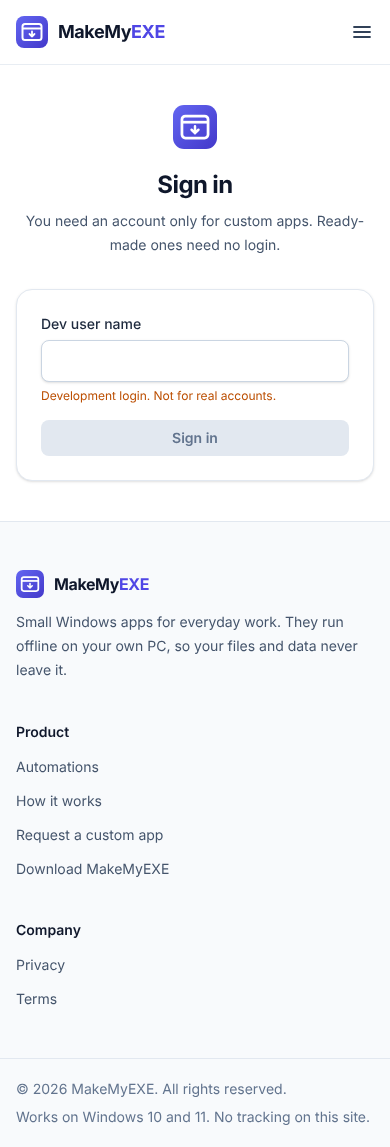 MakeMyEXE
Sign in
You need an account only for custom apps. Ready-
made ones need no login.
Dev user name
Development login. Not for real accounts.
Sign in
MakeMyEXE
Small Windows apps for everyday work. They run
offline on your own PC, so your files and data never
leave it.
Product
Automations
How it works
Request a custom app
Download MakeMyEXE
Company
Privacy
Terms
© 2026 MakeMyEXE. All rights reserved.
Works on Windows 10 and 11. No tracking on this site.